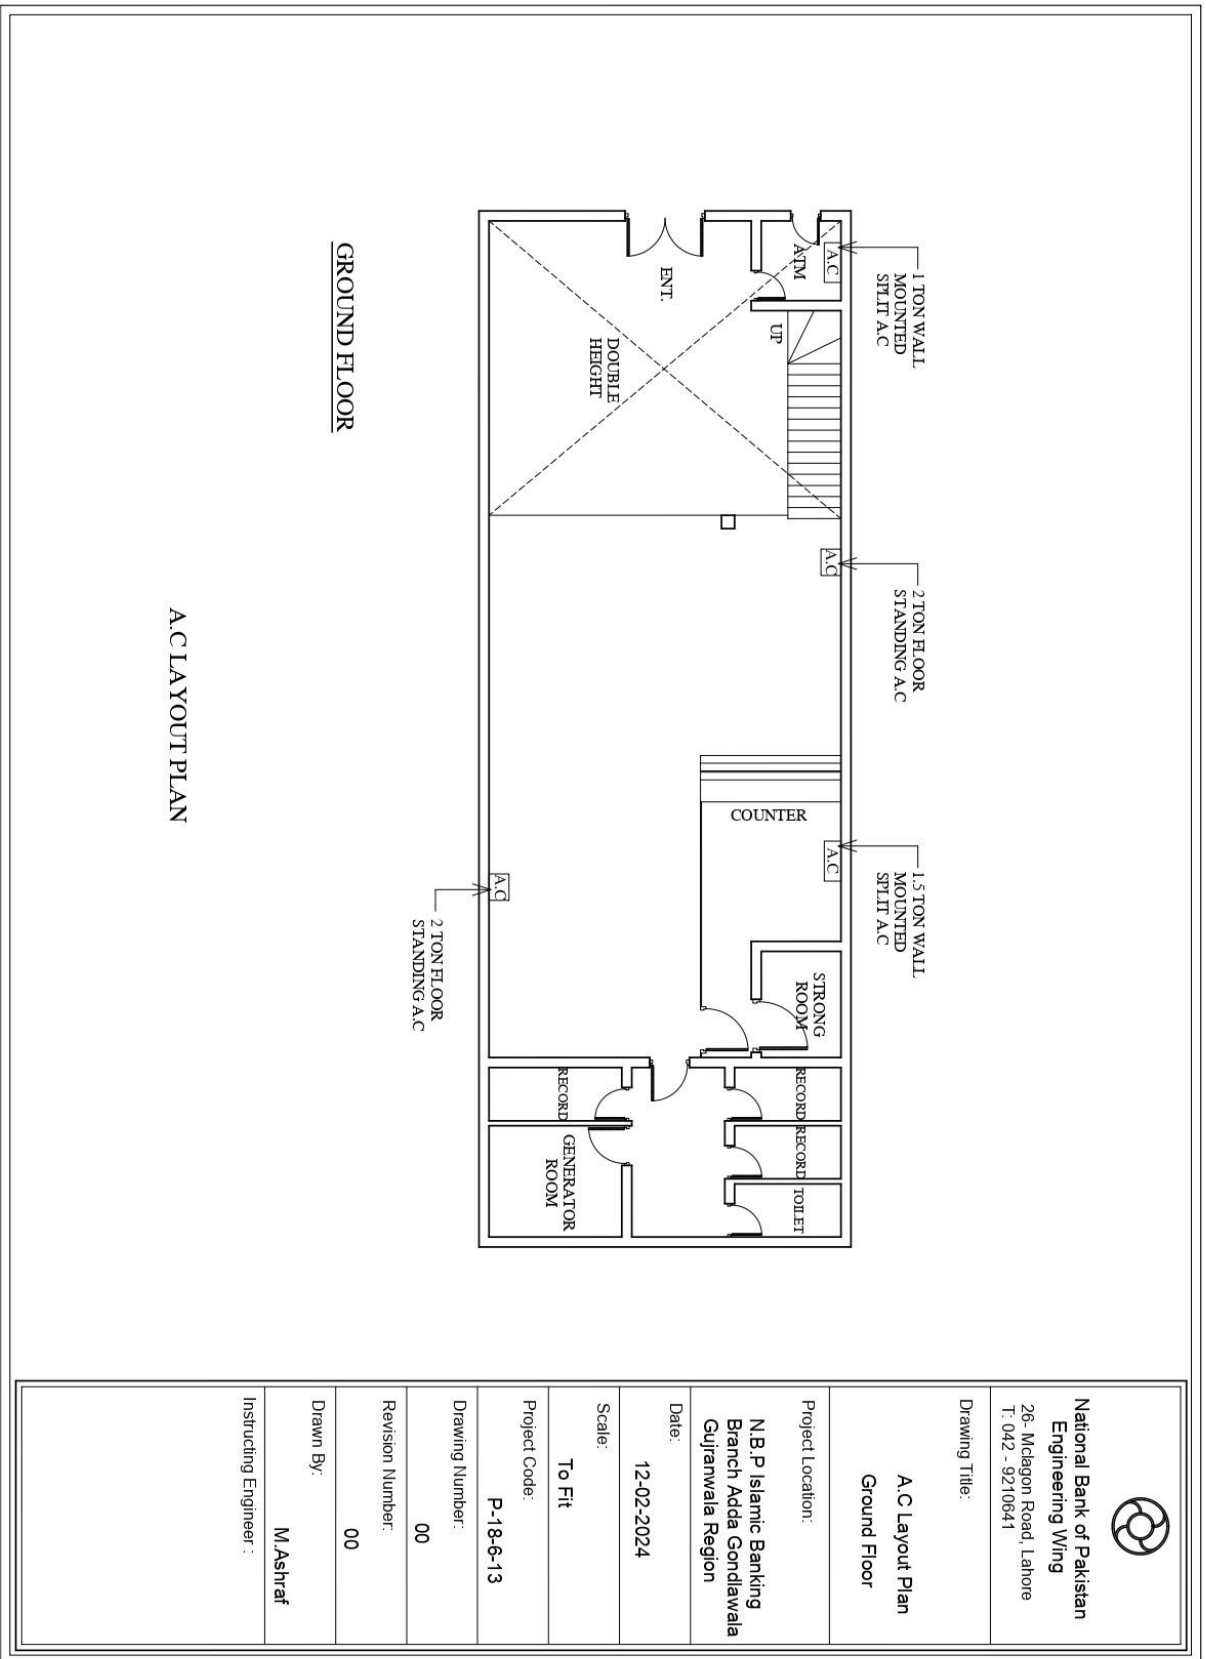 1 TON WALL
MOUNTED
SPLIT A.C
2 TON FLOOR
STANDING A.C
1.5 TON WALL
MOUNTED
SPLIT A.C
A.C
ATM
A.C
A.C
UP
ENT.
DOUBLE
HEIGHT
COUNTER
STRONG
ROOM
RECORD
RECORD
TOILET
RECORD
GENERATOR
ROOM
A.C
2 TON FLOOR
STANDING A.C
GROUND FLOOR
A.C LAYOUT PLAN
National Bank of Pakistan
Engineering Wing
26- Mclagon Road, Lahore
T: 042 - 9210641
Drawing Title:
A.C Layout Plan
Ground Floor
Project Location:
N.B.P Islamic Banking
Branch Adda Gondlawala
Gujranwala Region
Date:
12-02-2024
Scale:
To Fit
Project Code:
P-18-6-13
Drawing Number:
00
Revision Number:
00
Drawn By:
M.Ashraf
Instructing Engineer :